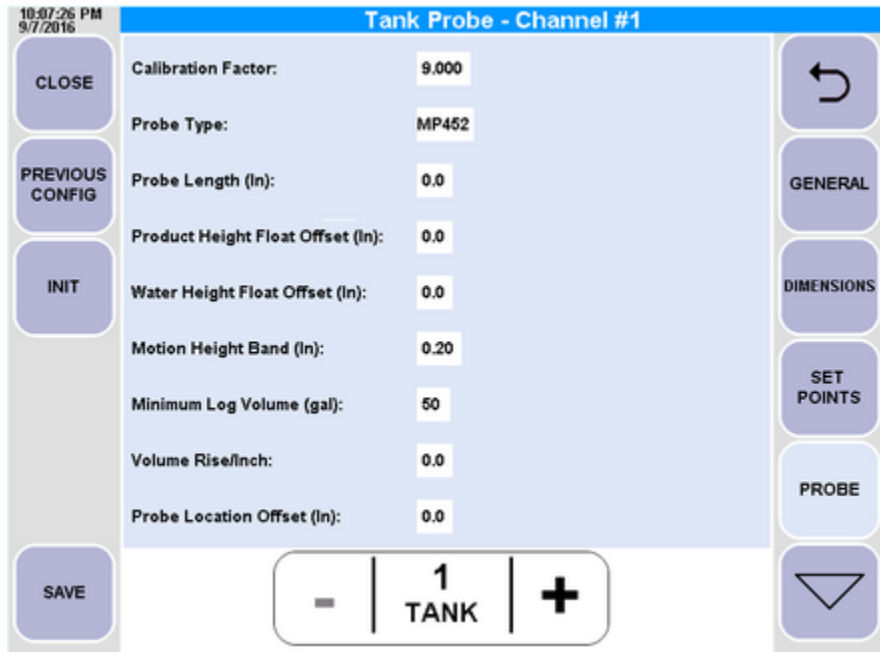 10:07:26 PM
9/7/2016
Tank Probe - Channel #1
CLOSE
PREVIOUS
CONFIG
INIT
SAVE
Calibration Factor: 9.000
Probe Type: MP452
Probe Length (In): 0.0
Product Height Float Offset (In): 0.0
Water Height Float Offset (In): 0.0
Motion Height Band (In): 0.20
Minimum Log Volume (gal): 50
Volume Rise/Inch: 0.0
Probe Location Offset (In): 0.0
- 1 +
TANK
GENERAL
DIMENSIONS
SET
POINTS
PROBE